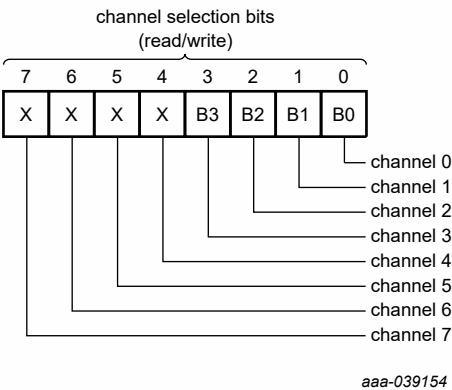 channel selection bits
(read/write)
7 6 5 4 3 2 1 0
X X X X B3 B2 B1 B0
channel 0
channel 1
channel 2
channel 3
channel 4
channel 5
channel 6
channel 7
aaa-039154